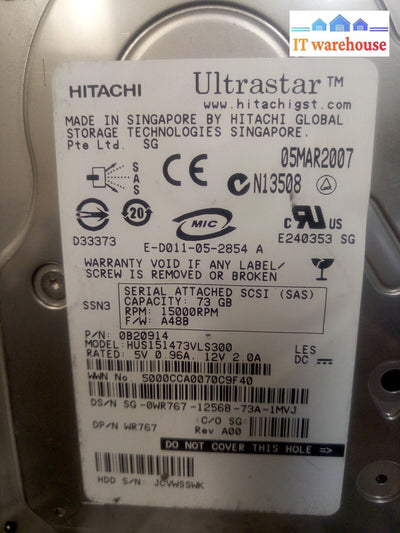 IT warehouse
HITACHI Ultrastar™
www.hitachigst.com
MADE IN SINGAPORE BY HITACHI GLOBAL
STORAGE TECHNOLOGIES SINGAPORE.
Pte Ltd. SG
05MAR2007
SAS
CE
N13508
20
MIC
C UR US
D33373
E-D011-05-2854 A
E240353 SG
WARRANTY VOID IF ANY LABEL/
SCREW IS REMOVED OR BROKEN
SSN3
SERIAL ATTACHED SCSI (SAS)
CAPACITY: 73 GB
RPM: 15000RPM
F/W: A48B
P/N: 0B20914
MODEL:HUS151473VLS300
RATED: 5V 0.96A. 12V 2.0A
LES
DC
WWN No. 5000CCA0070C9F40
DS/N SG-0WR767-12568-73A-1MVJ
C/O SG
DP/N WR767
Rev A00
DO NOT COVER THIS HOLE =>
HDD S/N: JCVWSSWK